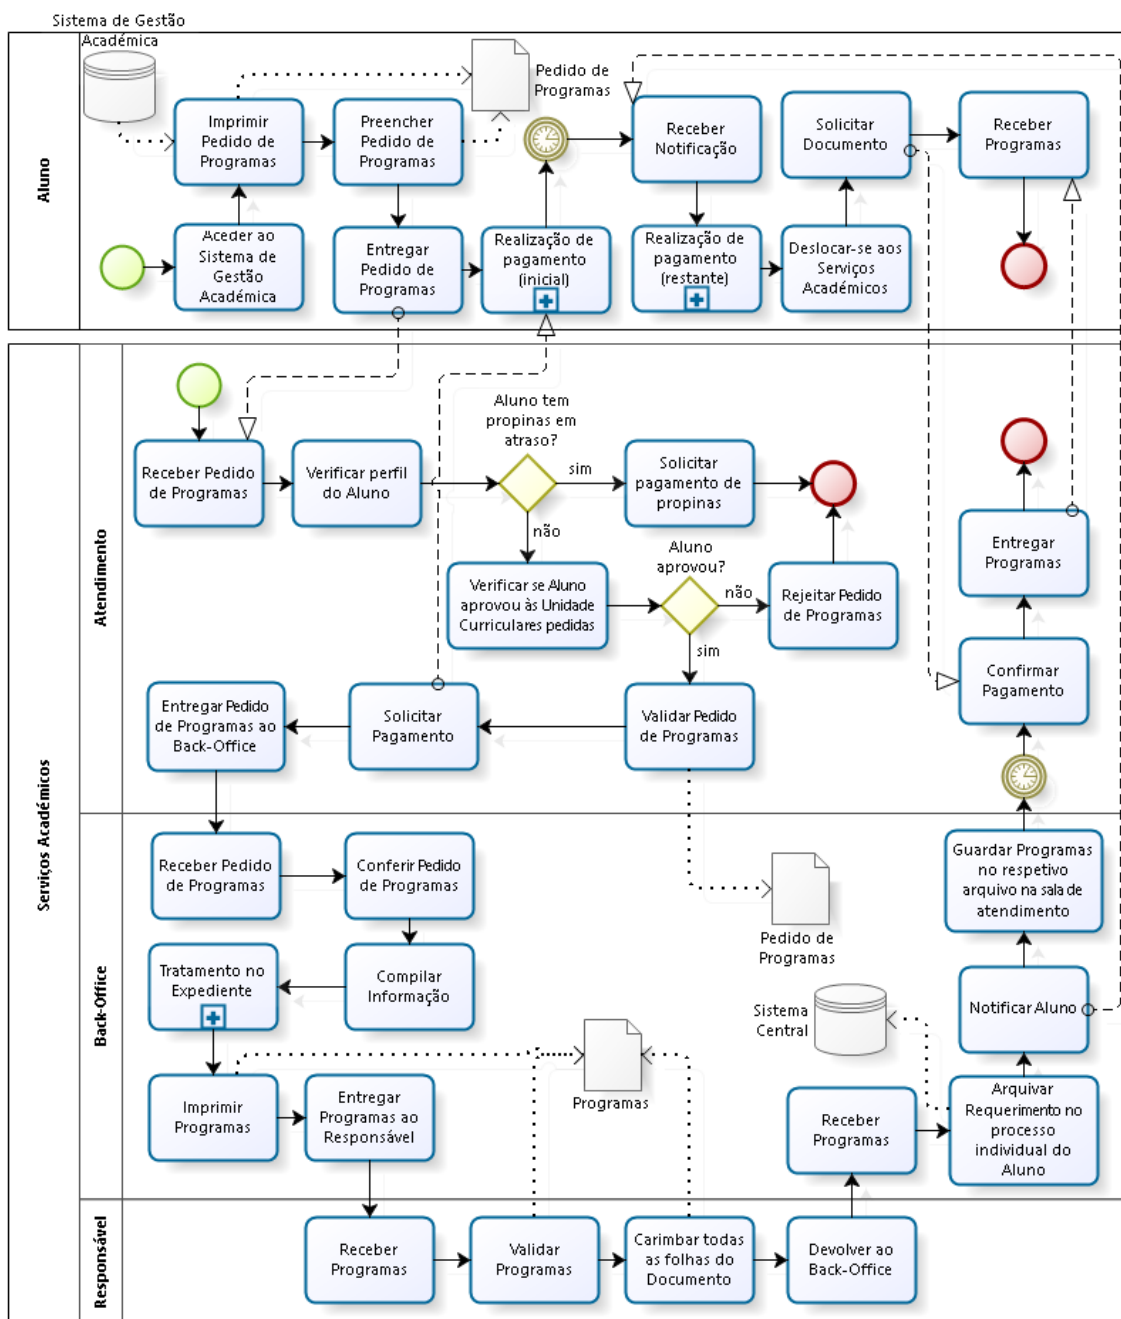 Sistema de Gestão
Académica
Aluno
Imprimir
Pedido de
Programas
Preencher
Pedido de
Programas
Pedido de
Programas
Receber
Notificação
Solicitar
Documento
Receber
Programas
Aceder ao
Sistema de
Gestão
Académica
Entregar
Pedido de
Programas
Realização de
pagamento
(inicial)
Realização de
pagamento
(restante)
Deslocar-se aos
Serviços
Académicos
Serviços Académicos
Atendimento
Receber Pedido
de Programas
Verificar perfil
do Aluno
Aluno tem
propinas em
atraso?
sim
não
Solicitar
pagamento de
propinas
Verificar se Aluno
aprovou às Unidade
Curriculares pedidas
Aluno
aprovou?
não
sim
Rejeitar Pedido
de Programas
Entregar
Programas
Confirmar
Pagamento
Entregar Pedido
de Programas ao
Back-Office
Solicitar
Pagamento
Validar Pedido
de Programas
Back-Office
Receber Pedido
de Programas
Conferir Pedido
de Programas
Pedido de
Programas
Guardar Programas
no respetivo
arquivo na sala de
atendimento
Tratamento no
Expediente
Compilar
Informação
Sistema
Central
Notificar Aluno
Imprimir
Programas
Entregar
Programas ao
Responsável
Programas
Receber
Programas
Arquivar
Requerimento no
processo
individual do
Aluno
Responsável
Receber
Programas
Validar
Programas
Carimbar todas
as folhas do
Documento
Devolver ao
Back-Office